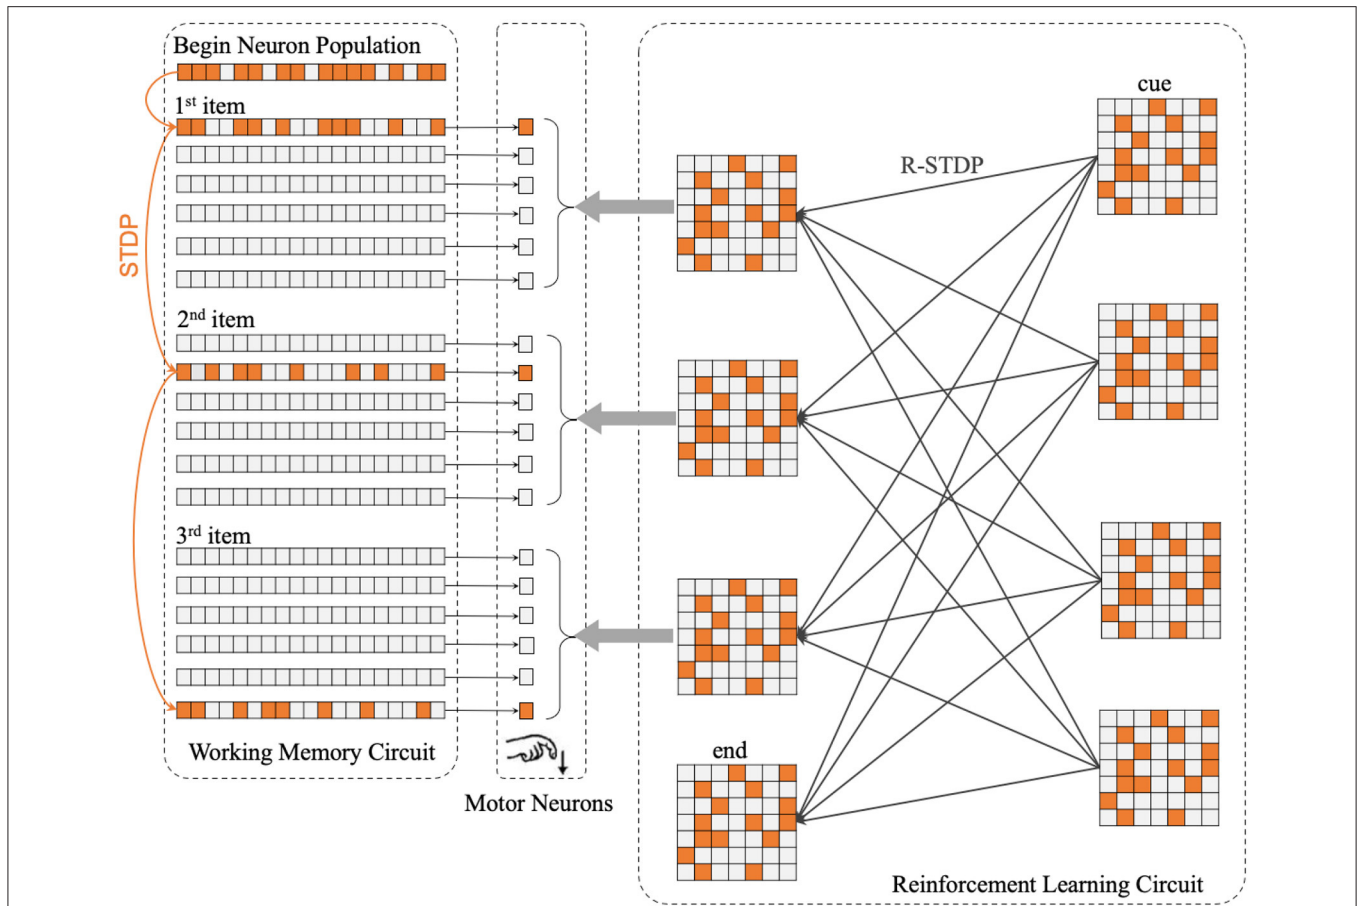 Begin Neuron Population
1st item
STDP
2nd item
3rd item
Working Memory Circuit
Motor Neurons
cue
R-STDP
end
Reinforcement Learning Circuit